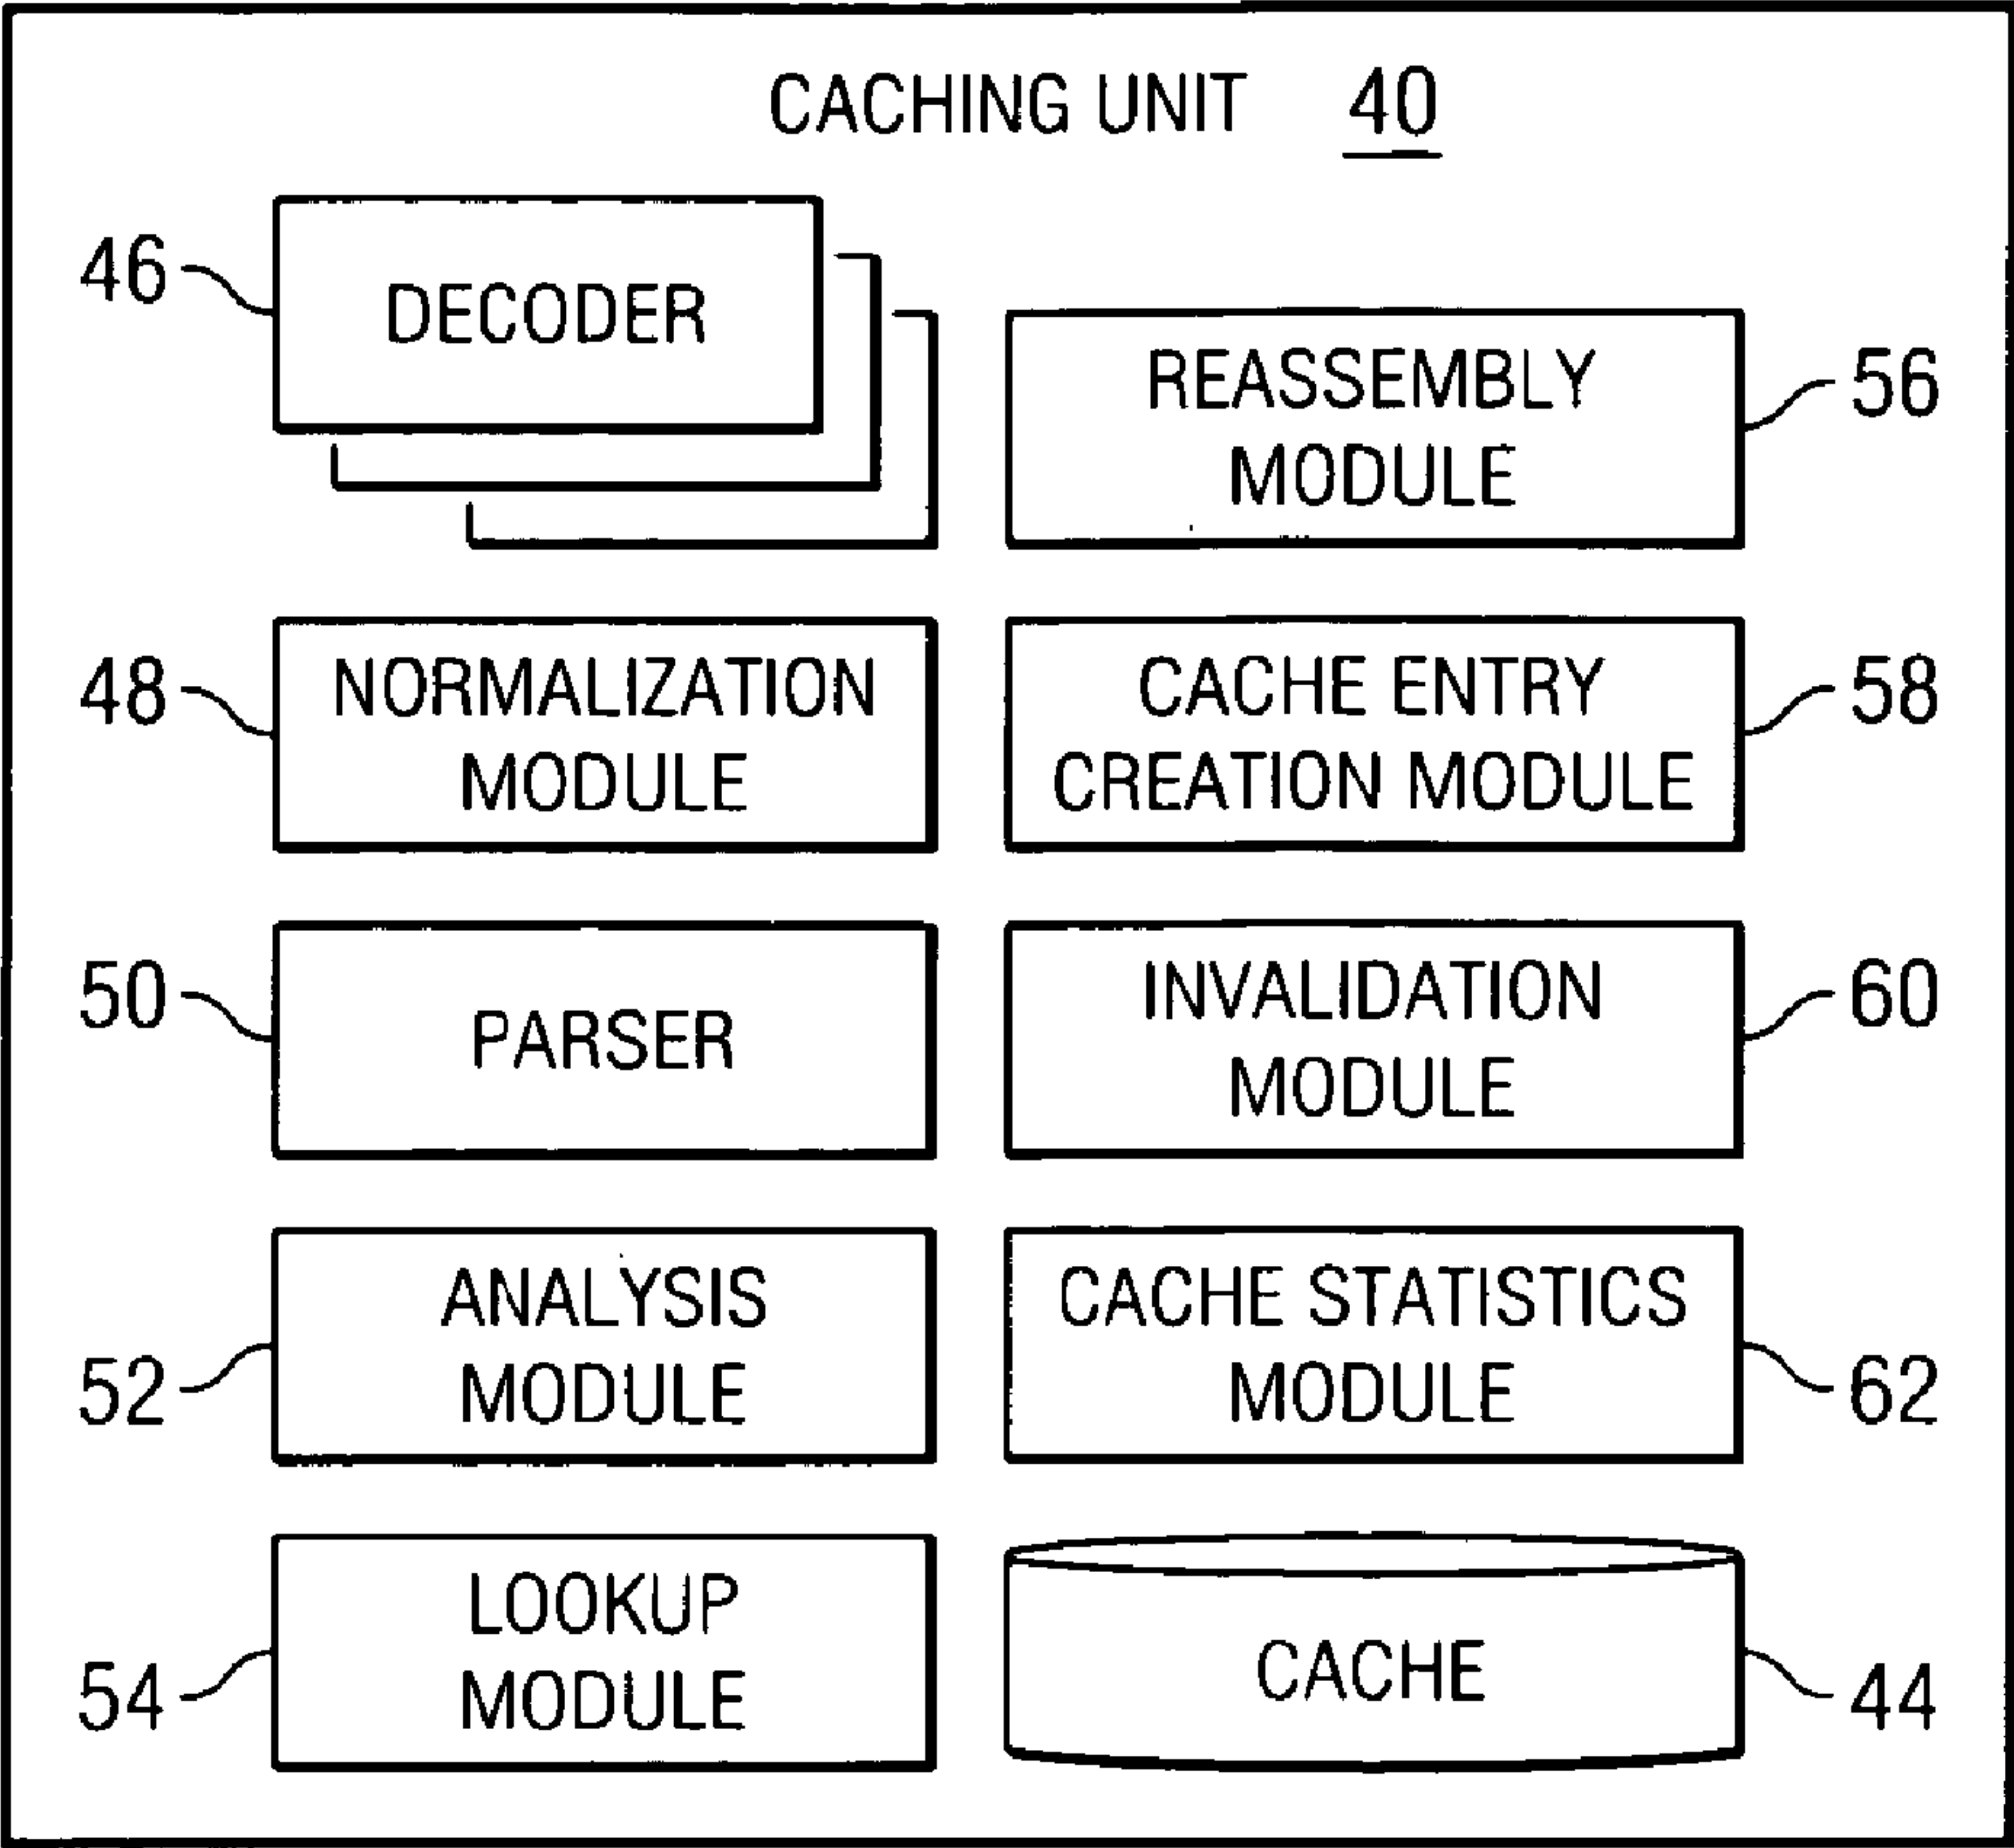 CACHING UNIT 40
46
DECODER
REASSEMBLY
MODULE
56
48
NORMALIZATION
MODULE
CACHE ENTRY
CREATION MODULE
58
50
PARSER
INVALIDATION
MODULE
60
52
ANALYSIS
MODULE
CACHE STATISTICS
MODULE
62
54
LOOKUP
MODULE
CACHE
44